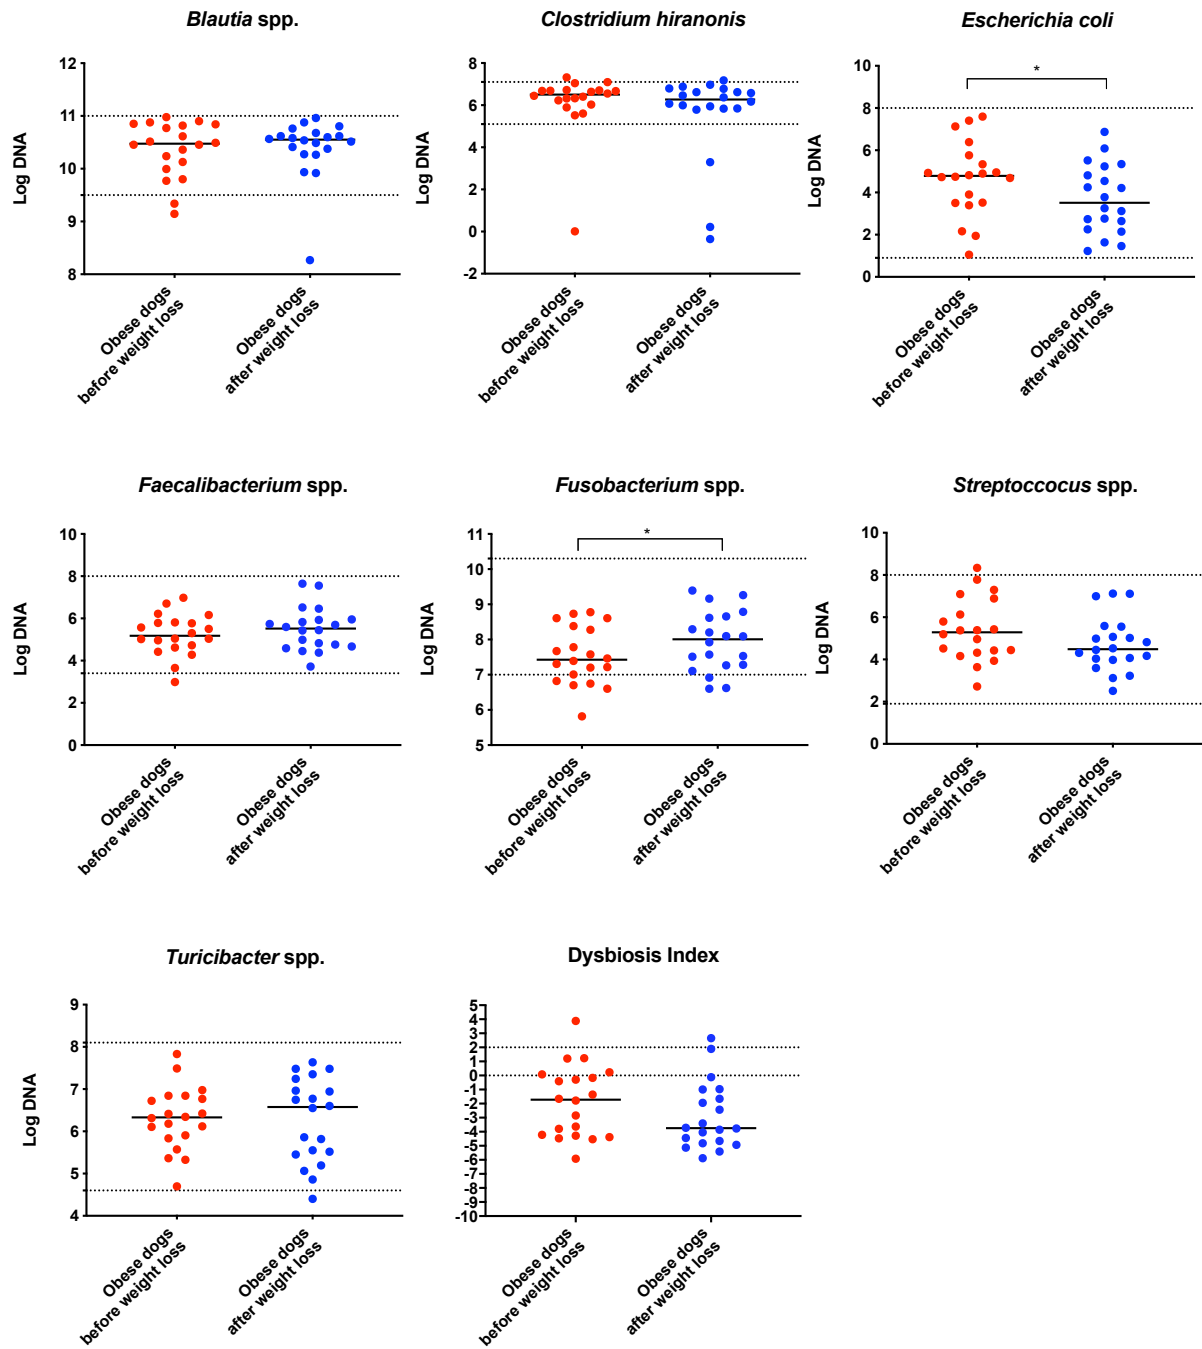 Blautia spp.
12
11
10
9
8
Log DNA
Obese dogs
before weight loss
Obese dogs
after weight loss
Clostridium hiranonis
8
7
6
4
2
0
-2
Log DNA
Obese dogs
before weight loss
Obese dogs
after weight loss
Escherichia coli
*
10
8
6
4
2
0
Log DNA
Obese dogs
before weight loss
Obese dogs
after weight loss
Faecalibacterium spp.
10
8
6
4
2
0
Log DNA
Obese dogs
before weight loss
Obese dogs
after weight loss
Fusobacterium spp.
*
11
10
9
8
7
6
5
Log DNA
Obese dogs
before weight loss
Obese dogs
after weight loss
Streptoccocus spp.
10
8
6
4
2
0
Log DNA
Obese dogs
before weight loss
Obese dogs
after weight loss
Turicibacter spp.
9
8
7
6
5
4
Log DNA
Obese dogs
before weight loss
Obese dogs
after weight loss
Dysbiosis Index
5
4
3
2
0
-1
-2
-3
-4
-5
-6
-7
-8
-9
-10
Obese dogs
before weight loss
Obese dogs
after weight loss